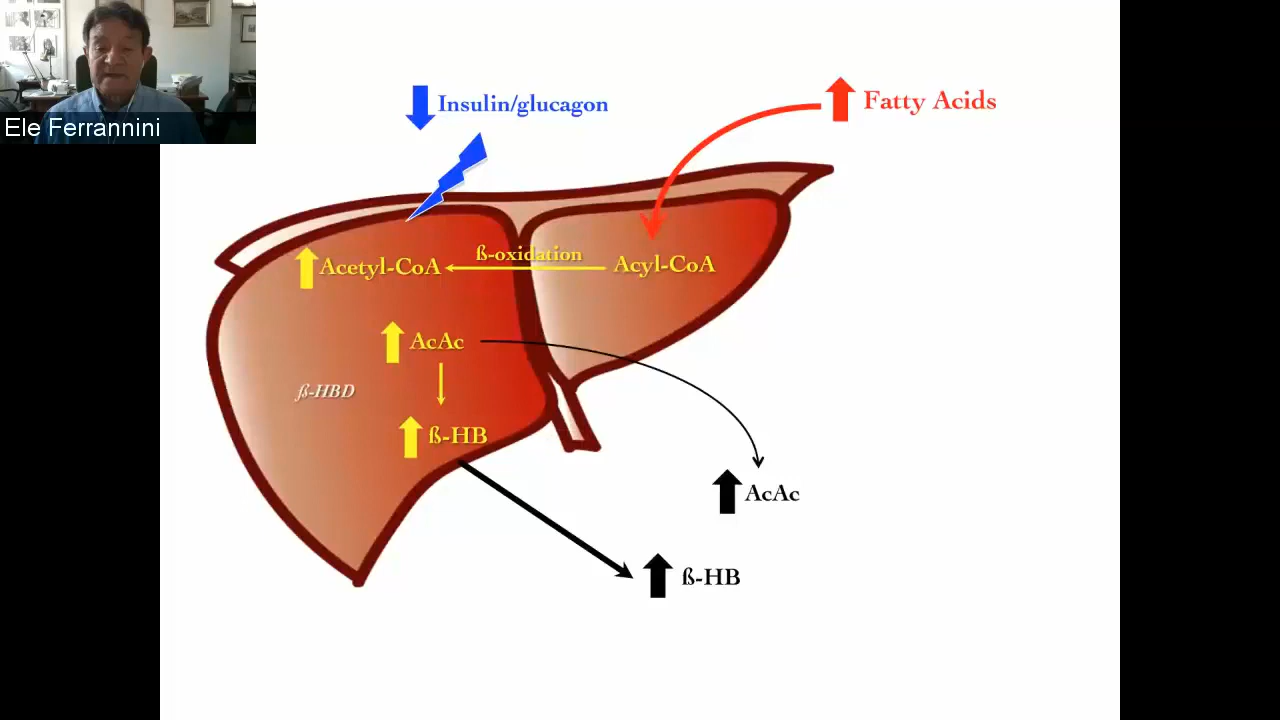 Ele Ferrannini
Insulin/glucagon
Fatty Acids
ß-oxidation
Acetyl-CoA
Acyl-CoA
AcAc
ß-HBD
ß-HB
AcAc
ß-HB